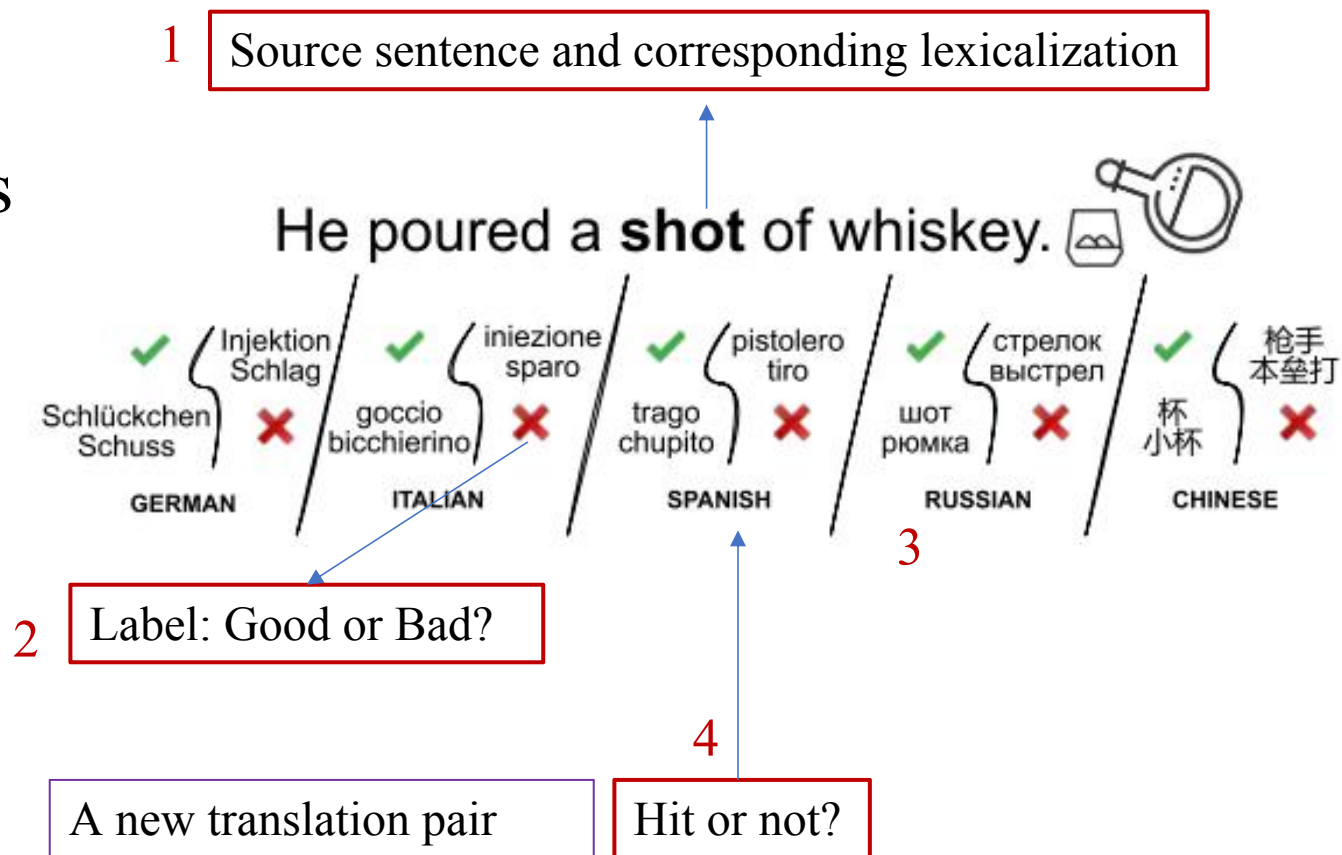 1
Source sentence and corresponding lexicalization
s
He poured a shot of whiskey.
Injektion
Schlag
Schlückchen
Schuss
GERMAN
iniezione
sparo
goccio
bicchierino
ITALIAN
pistolero
tiro
trago
chupito
SPANISH
стрелок
выстрел
шот
рюмка
RUSSIAN
枪手
本垒打
杯
小杯
CHINESE
3
2
Label: Good or Bad?
4
A new translation pair
Hit or not?